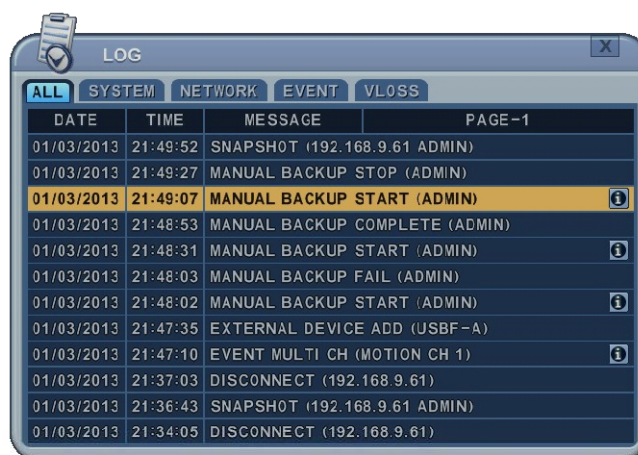 LOG
X
ALL SYSTEM NETWORK EVENT VLOSS
DATE TIME MESSAGE PAGE-1
01/03/2013 21:49:52 SNAPSHOT (192.168.9.61 ADMIN)
01/03/2013 21:49:27 MANUAL BACKUP STOP (ADMIN)
01/03/2013 21:49:07 MANUAL BACKUP START (ADMIN) i
01/03/2013 21:48:53 MANUAL BACKUP COMPLETE (ADMIN)
01/03/2013 21:48:31 MANUAL BACKUP START (ADMIN) i
01/03/2013 21:48:03 MANUAL BACKUP FAIL (ADMIN)
01/03/2013 21:48:02 MANUAL BACKUP START (ADMIN) i
01/03/2013 21:47:35 EXTERNAL DEVICE ADD (USBF-A)
01/03/2013 21:47:10 EVENT MULTI CH (MOTION CH 1) i
01/03/2013 21:37:03 DISCONNECT (192.168.9.61)
01/03/2013 21:36:43 SNAPSHOT (192.168.9.61 ADMIN)
01/03/2013 21:34:05 DISCONNECT (192.168.9.61)